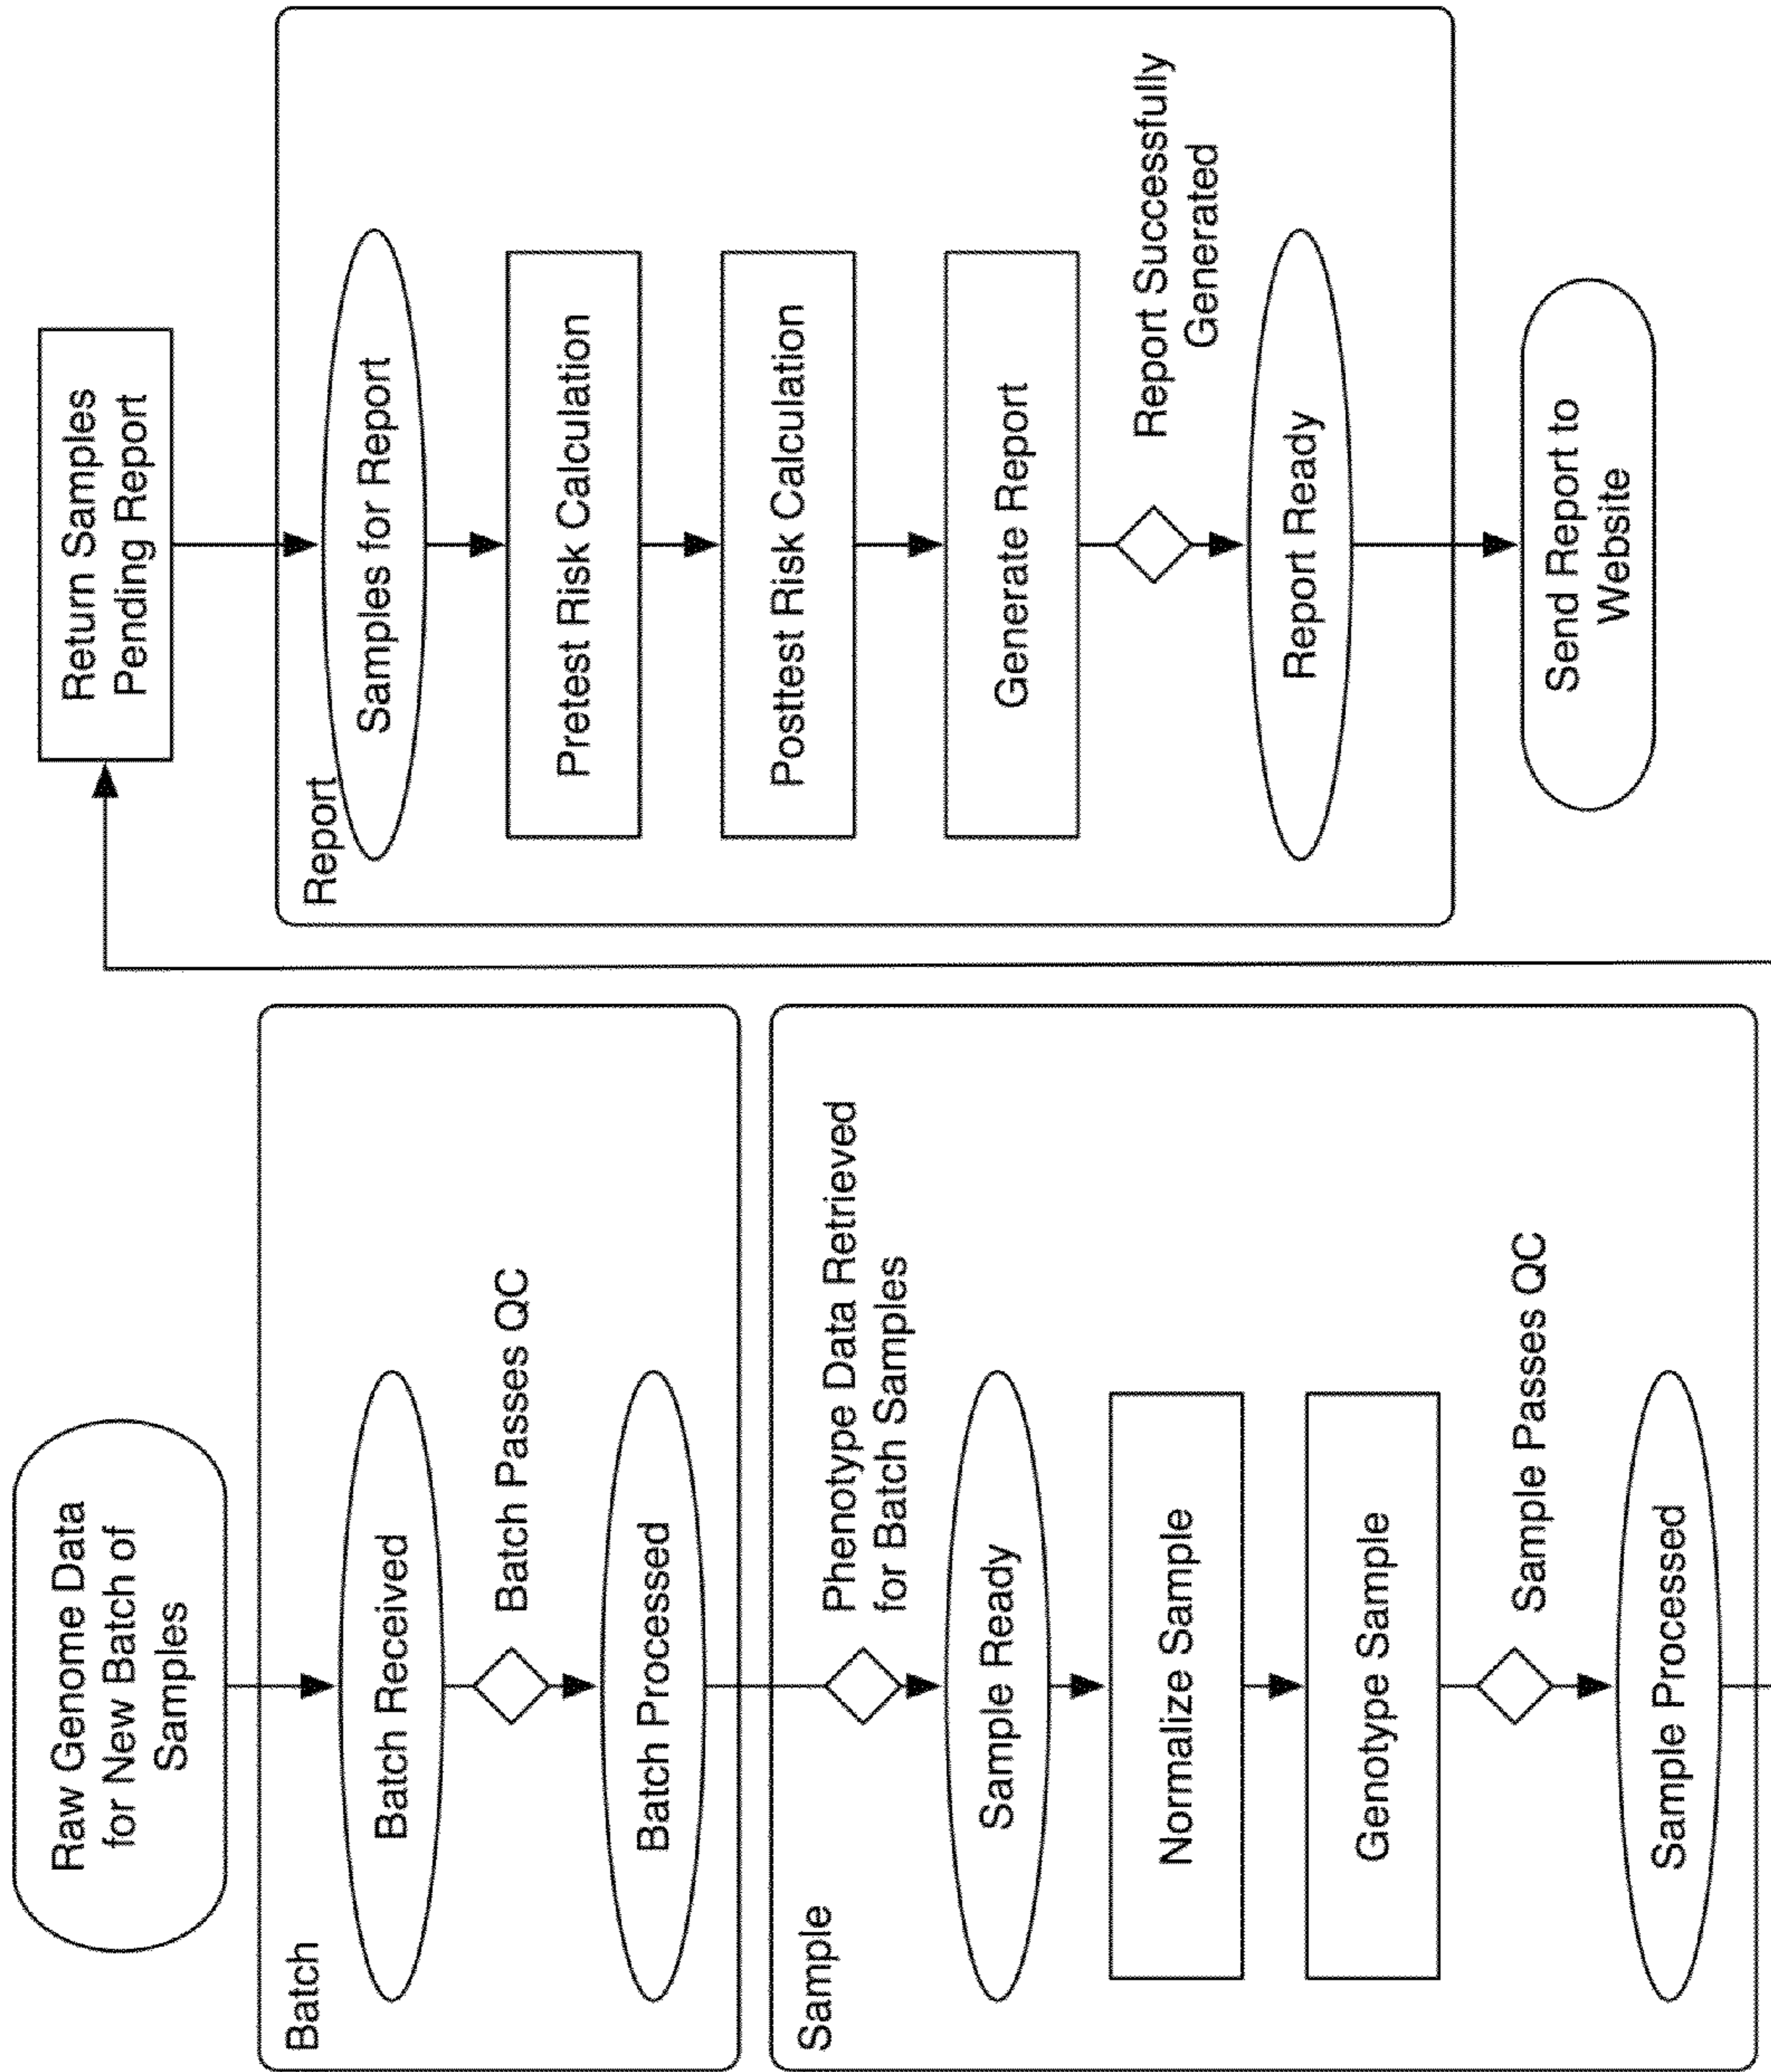 Raw Genome Data
for New Batch of
Samples
Batch
Batch Received
Batch Passes QC
Batch Processed
Sample
Phenotype Data Retrieved
for Batch Samples
Sample Ready
Normalize Sample
Genotype Sample
Sample Passes QC
Sample Processed
Return Samples
Pending Report
Report
Samples for Report
Pretest Risk Calculation
Posttest Risk Calculation
Generate Report
Report Successfully
Generated
Report Ready
Send Report to
Website